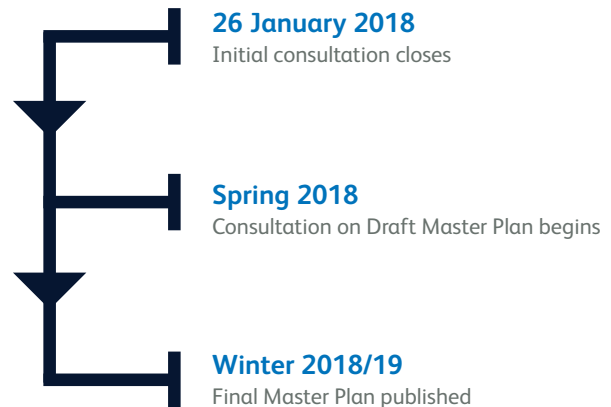 26 January 2018
Initial consultation closes
Spring 2018
Consultation on Draft Master Plan begins
Winter 2018/19
Final Master Plan published